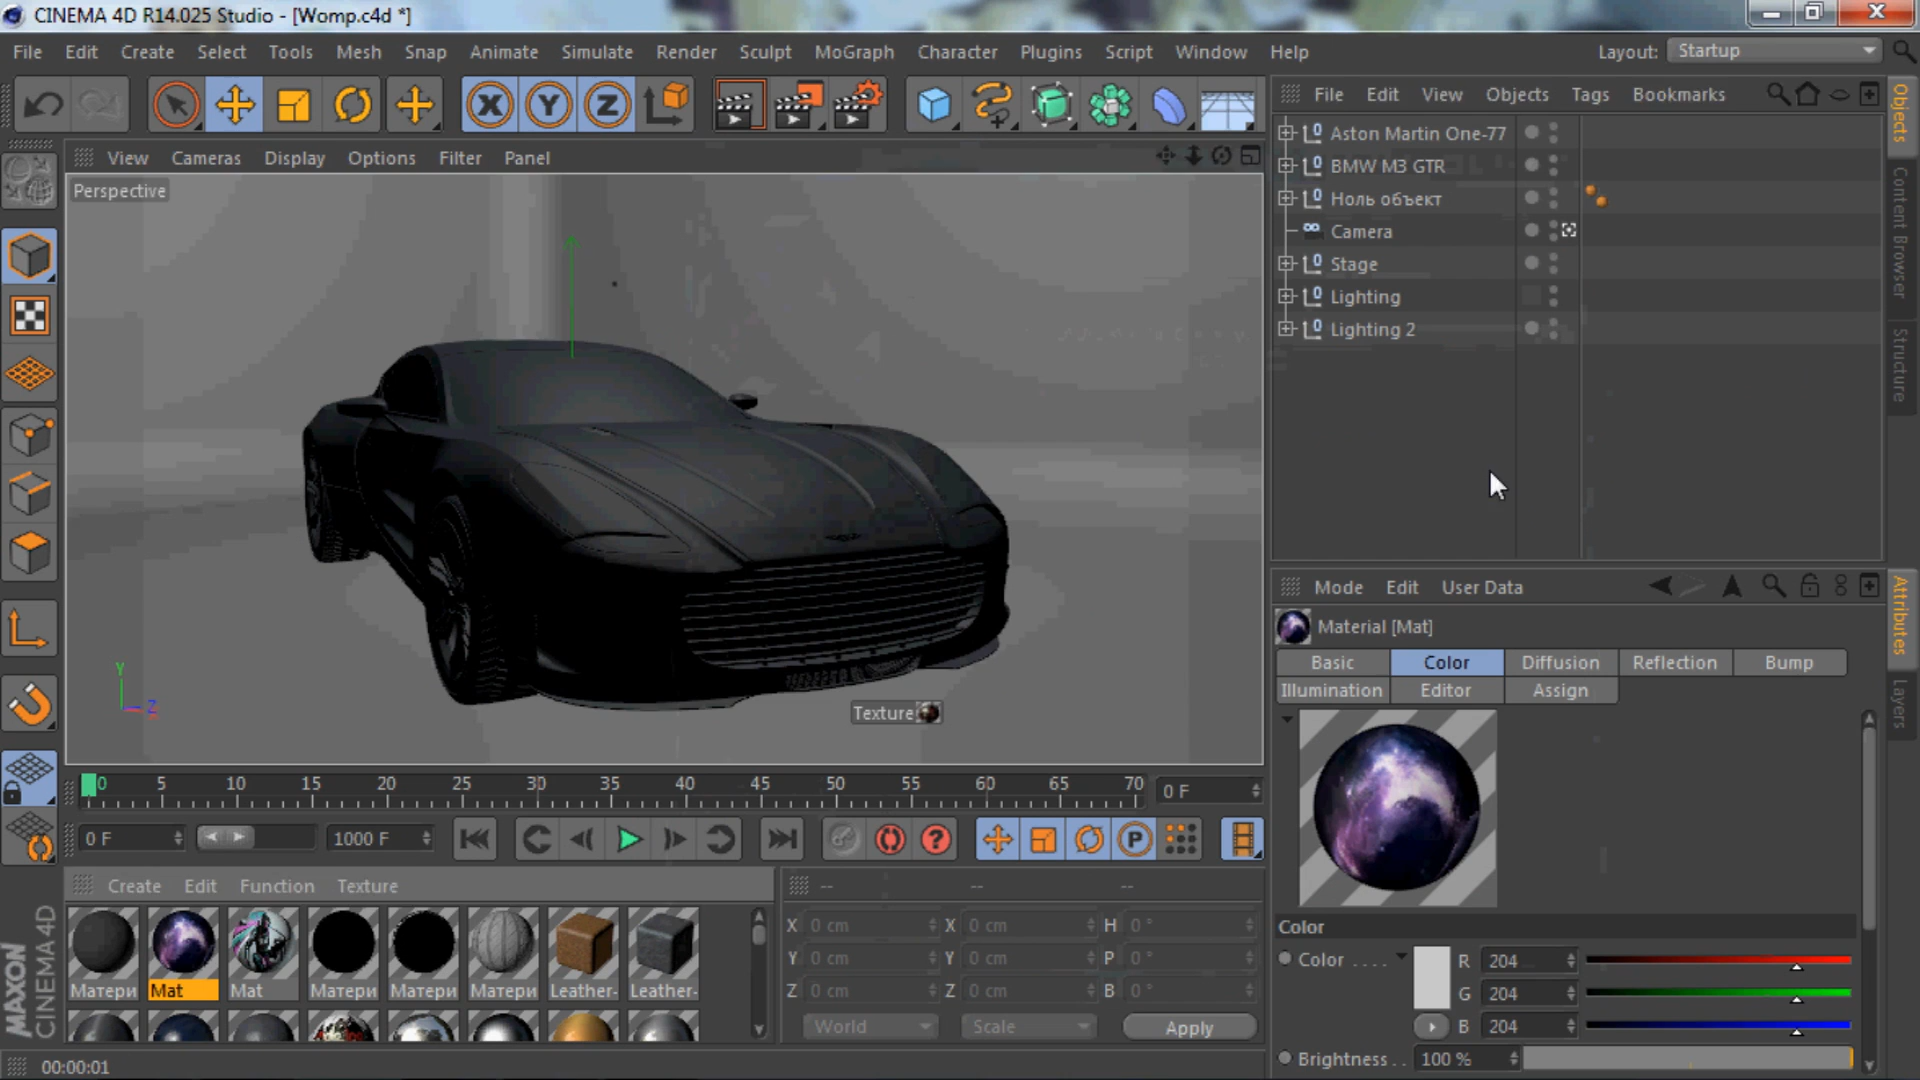 CINEMA 4D R14.025 Studio - [Womp.c4d *]
File Edit Create Select Tools Mesh Snap Animate Simulate Render Sculpt MoGraph Character Plugins Script Window Help Layout: Startup
X Y Z
File Edit View Objects Tags Bookmarks
Objects
Content Browser
Structure
Aston Martin One-77
BMW M3 GTR
Ноль объект
Camera
Stage
Lighting
Lighting 2
View Cameras Display Options Filter Panel
Perspective
Y
Z
Texture
Mode Edit User Data
Attributes
Layers
Material [Mat]
Basic Color Diffusion Reflection Bump
Illumination Editor Assign
0 5 10 15 20 25 30 35 40 45 50 55 60 65 70 0 F
0 F 1000 F
? P
Create Edit Function Texture
-- -- --
Матери Mat Mat Матери Матери Матери Leather- Leather-
X 0 cm X 0 cm H 0 °
Y 0 cm Y 0 cm P 0 °
Z 0 cm Z 0 cm B 0 °
World Scale Apply
Color
Color . . . . R 204
G 204
B 204
Brightness . . 100 %
MAXON
CINEMA 4D
00:00:01